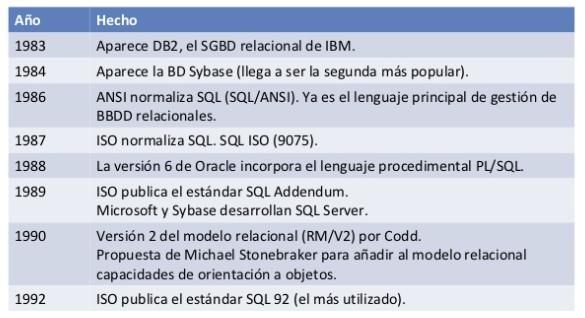 Año Hecho
1983 Aparece DB2, el SGBD relacional de IBM.
1984 Aparece la BD Sybase (llega a ser la segunda más popular).
1986 ANSI normaliza SQL (SQL/ANSI). Ya es el lenguaje principal de gestión de
BBDD relacionales.
1987 ISO normaliza SQL. SQL ISO (9075).
1988 La versión 6 de Oracle incorpora el lenguaje procedimental PL/SQL.
1989 ISO publica el estándar SQL Addendum.
Microsoft y Sybase desarrollan SQL Server.
1990 Versión 2 del modelo relacional (RM/V2) por Codd.
Propuesta de Michael Stonebraker para añadir al modelo relacional
capacidades de orientación a objetos.
1992 ISO publica el estándar SQL 92 (el más utilizado).